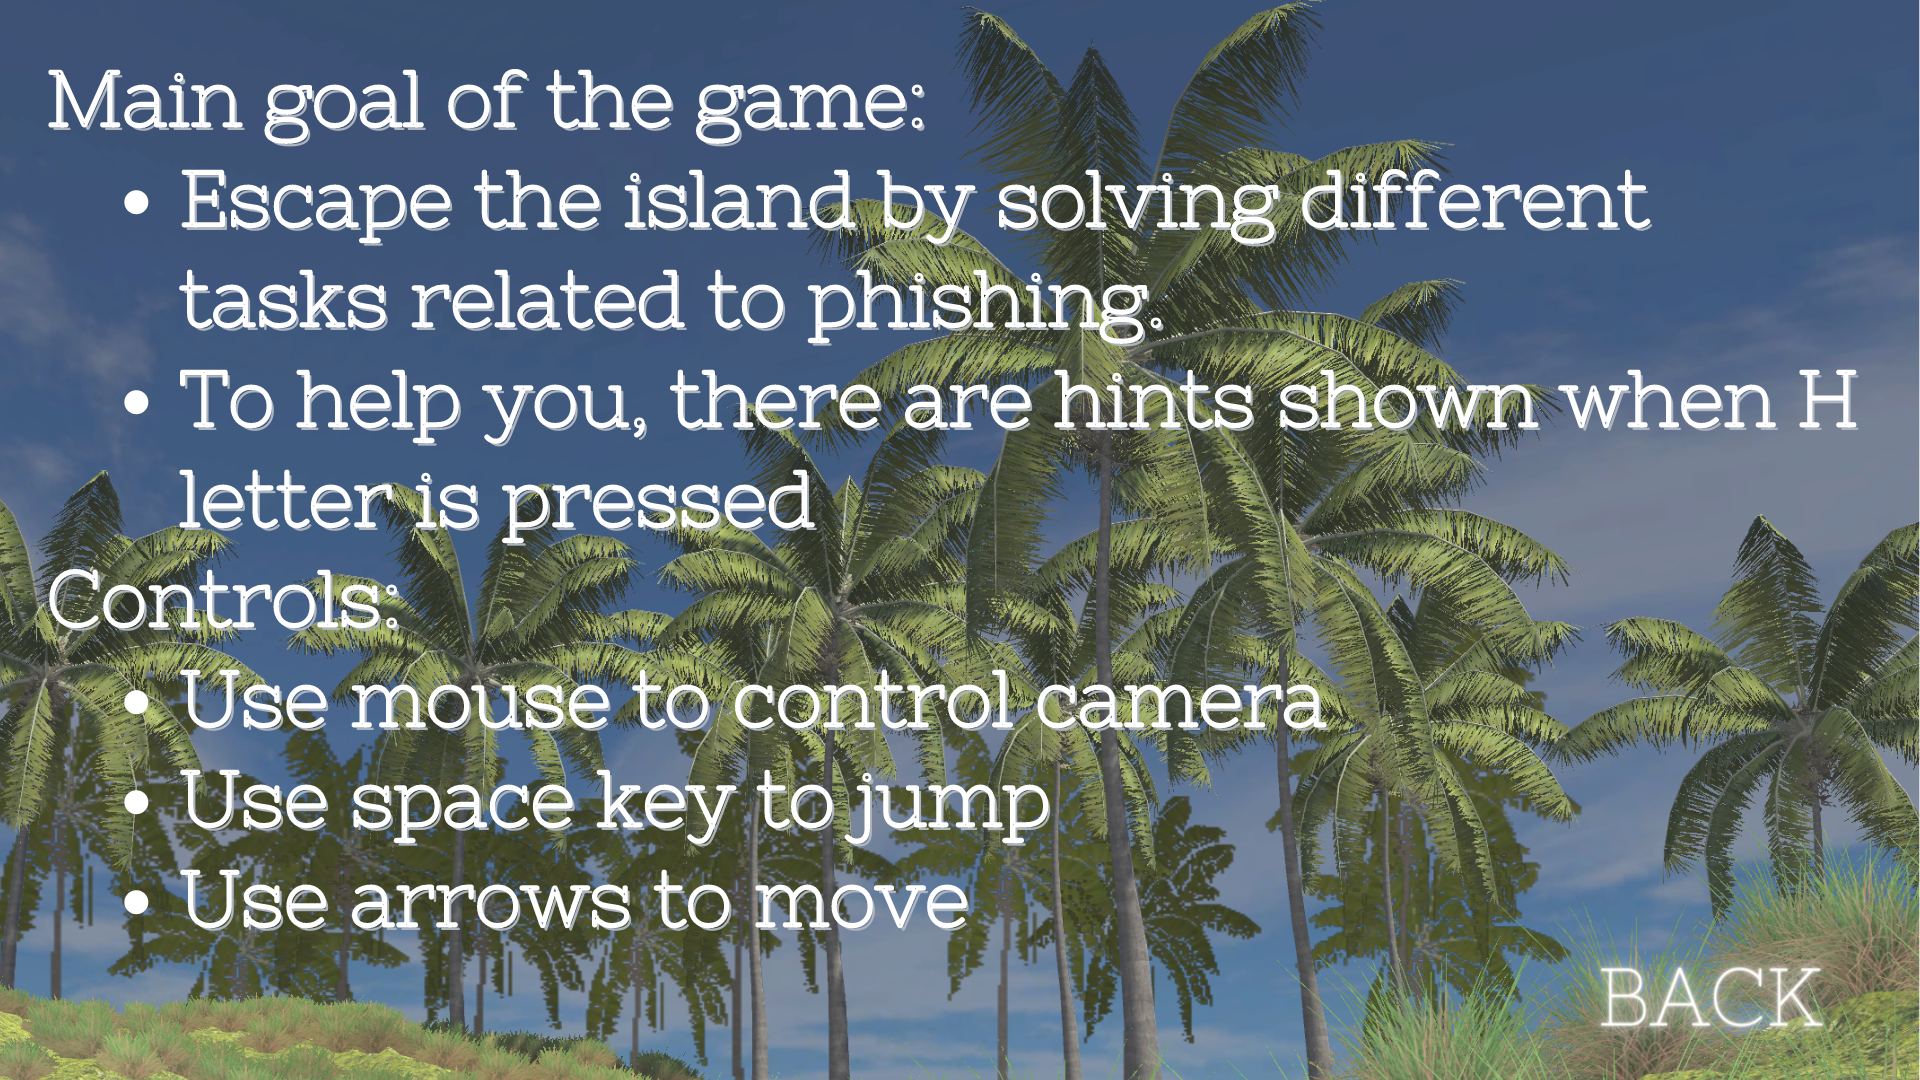 Main goal of the game:
• Escape the island by solving different
tasks related to phishing.
• To help you, there are hints shown when H
letter is pressed
Controls:
• Use mouse to control camera
• Use space key to jump
• Use arrows to move
BACK